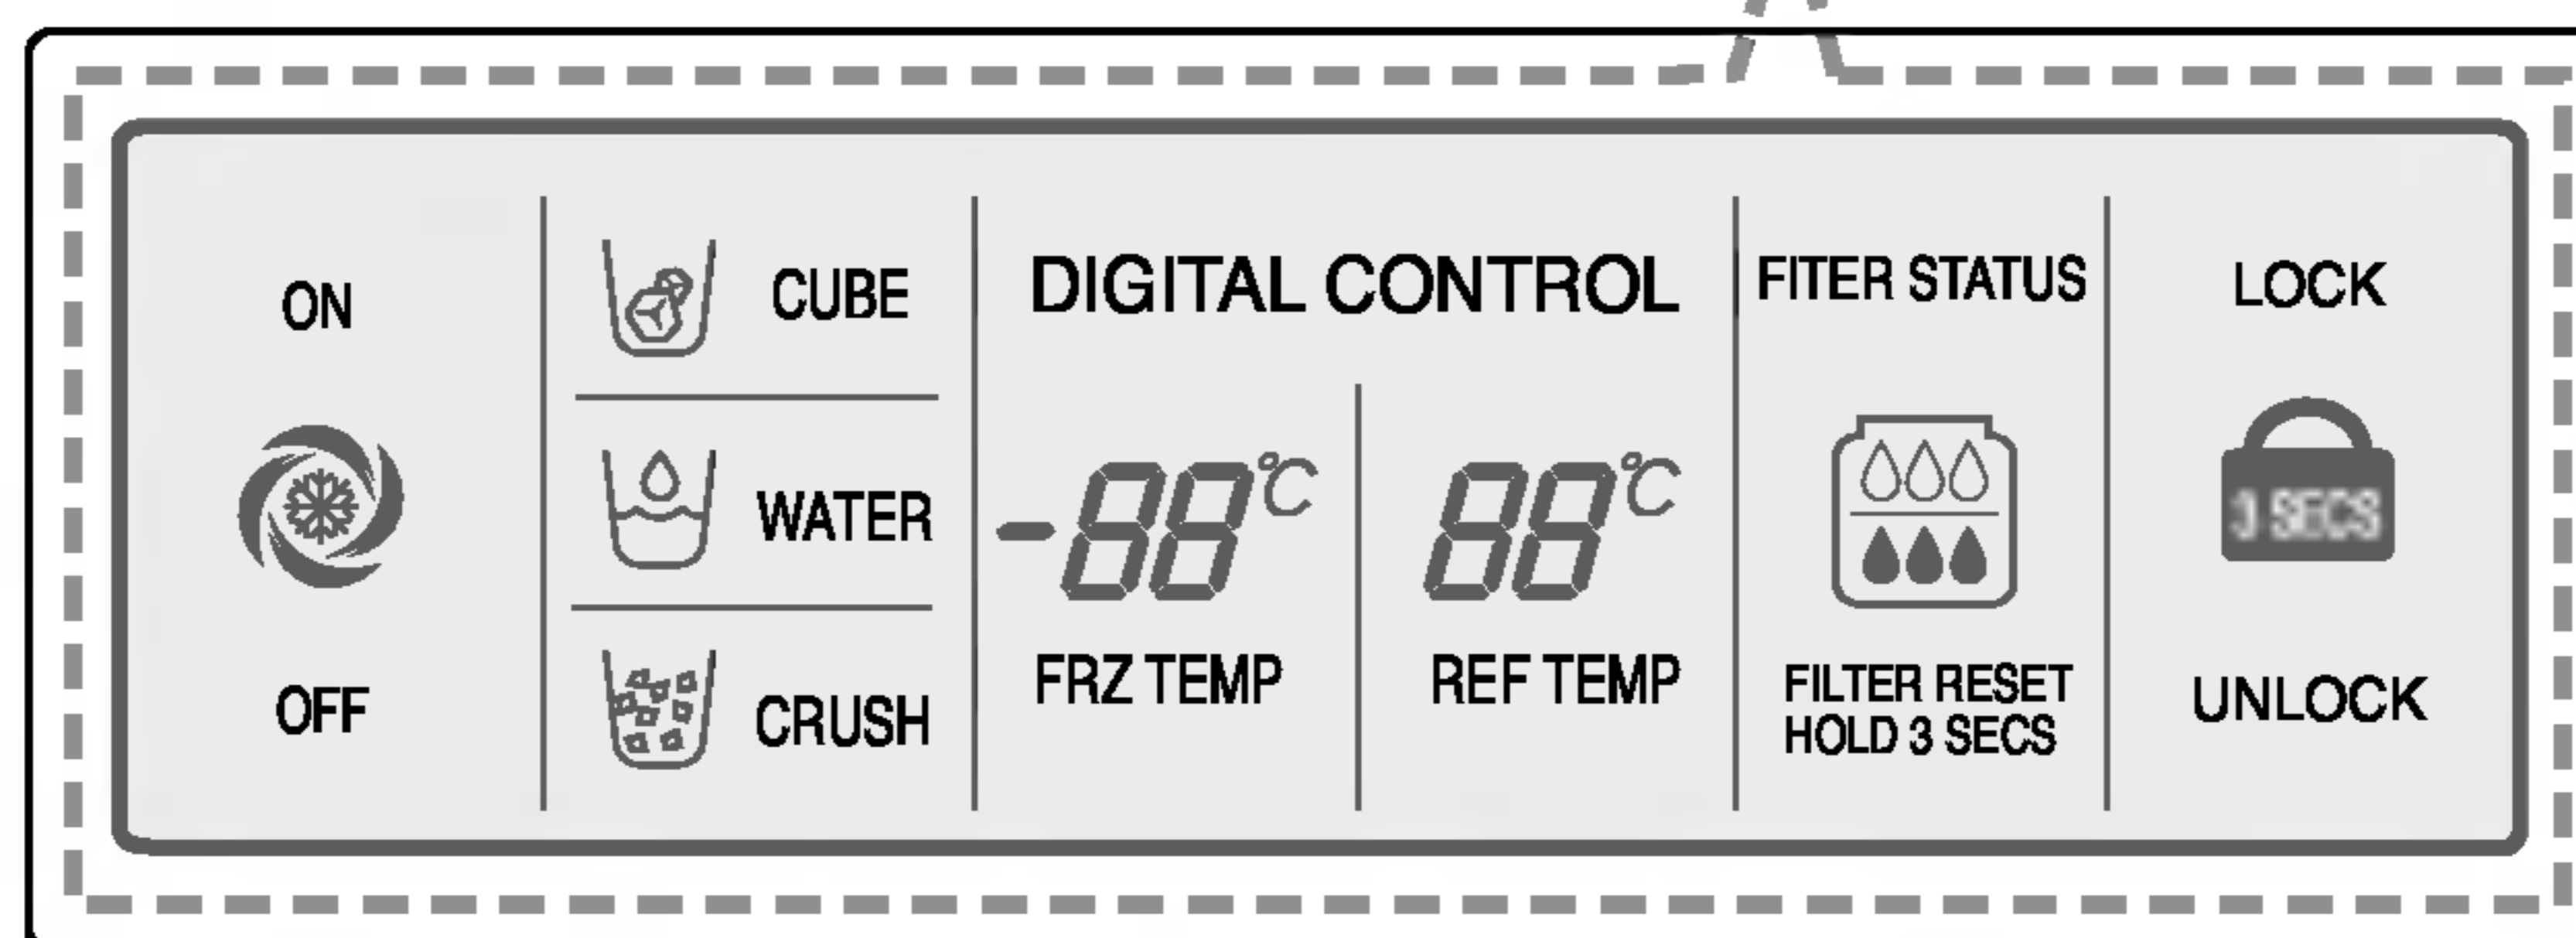 ON
OFF
CUBE
WATER
CRUSH
DIGITAL CONTROL
-88°C
FRZ TEMP
88°C
REF TEMP
FITER STATUS
FILTER RESET
HOLD 3 SECS
LOCK
3 SECS
UNLOCK